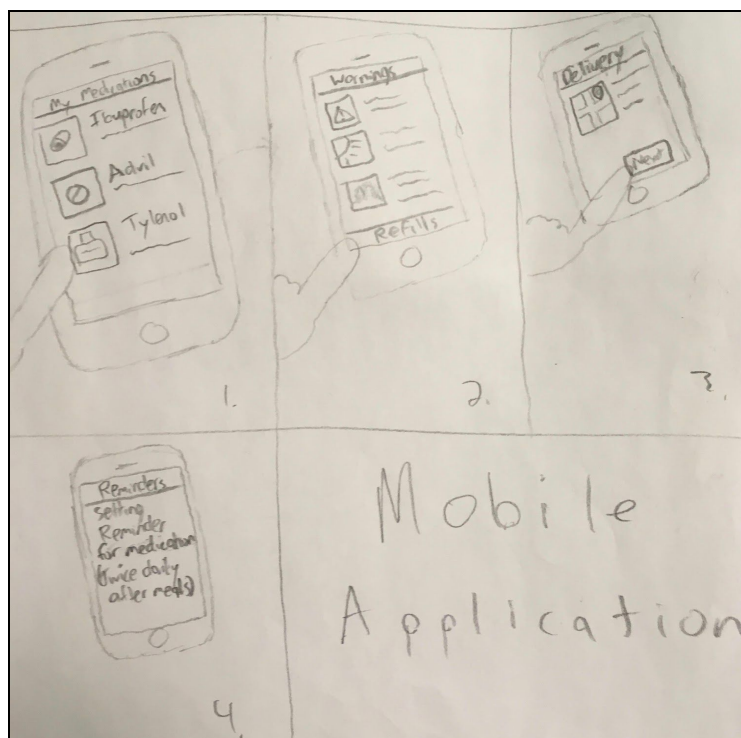 My Medications
Ibuprofen
Advil
Tylenol
1.
Warnings
Refills
2.
Delivery
Next
3.
Reminders
setting
Reminder
for medication
(twice daily
after meals)
4.
Mobile
Application